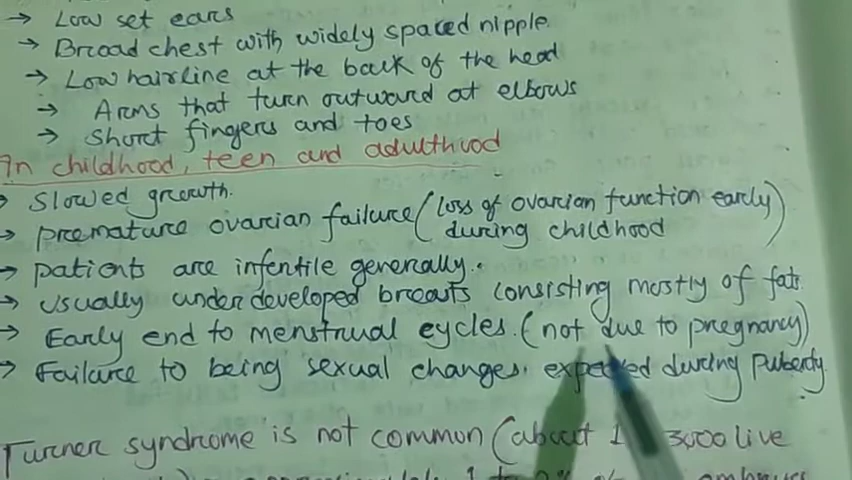 → Low set ears
→ Broad chest with widely spaced nipple.
→ Low hairline at the back of the head
→ Arms that turn outward at elbows
→ Short fingers and toes
In childhood, teen and adulthood
→ Slowed growth.
→ Premature ovarian failure (loss of ovarian function early during childhood)
→ patients are infertile generally.
→ usually underdeveloped breasts consisting mostly of fat.
→ Early end to menstrual cycles. (not due to pregnancy)
→ Failure to being sexual changes. expected during Puberty.
Turner syndrome is not common (about 1 3000 live